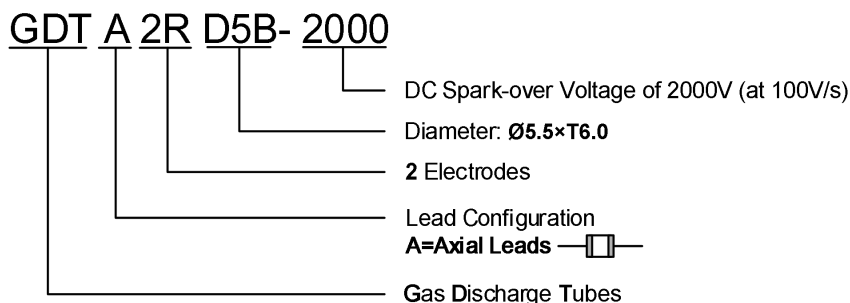 GDT A 2R D5B- 2000
DC Spark-over Voltage of 2000V (at 100V/s)
Diameter: Ø5.5×T6.0
2 Electrodes
Lead Configuration
A=Axial Leads
Gas Discharge Tubes